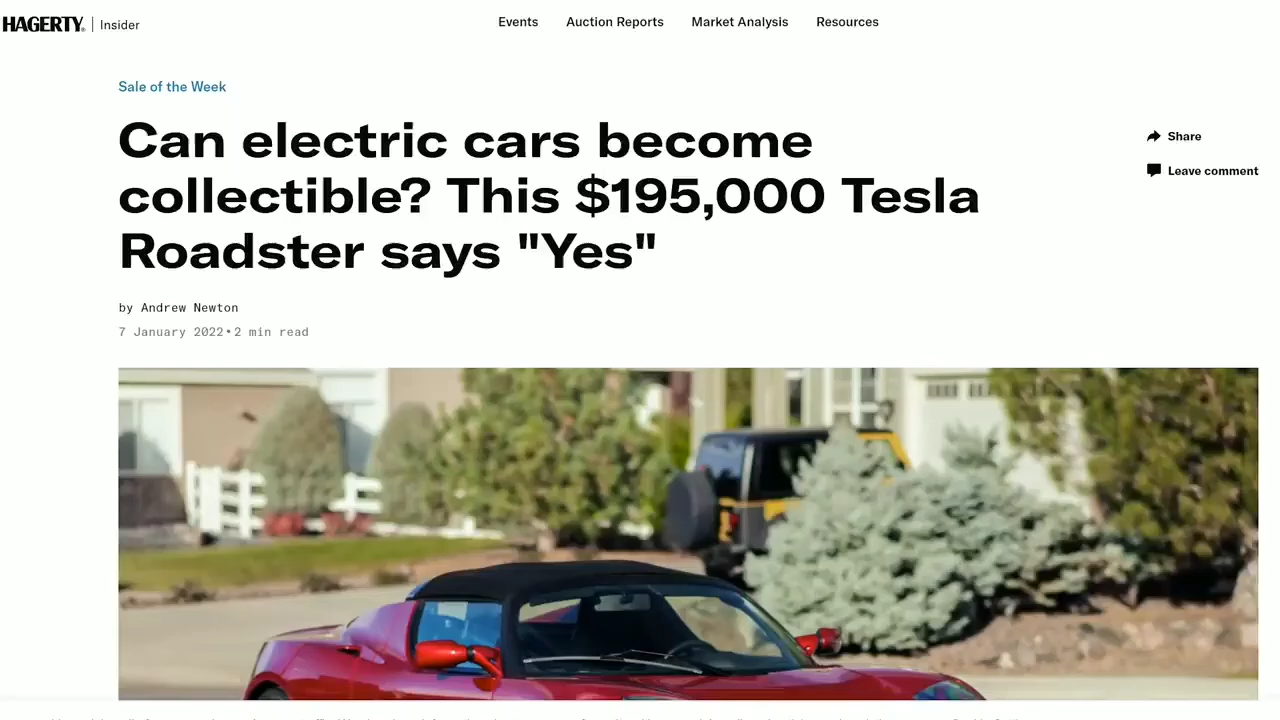 HAGERTY | Insider
Events
Auction Reports
Market Analysis
Resources
Sale of the Week
Can electric cars become
collectible? This $195,000 Tesla
Roadster says "Yes"
Share
Leave comment
by Andrew Newton
7 January 2022 • 2 min read